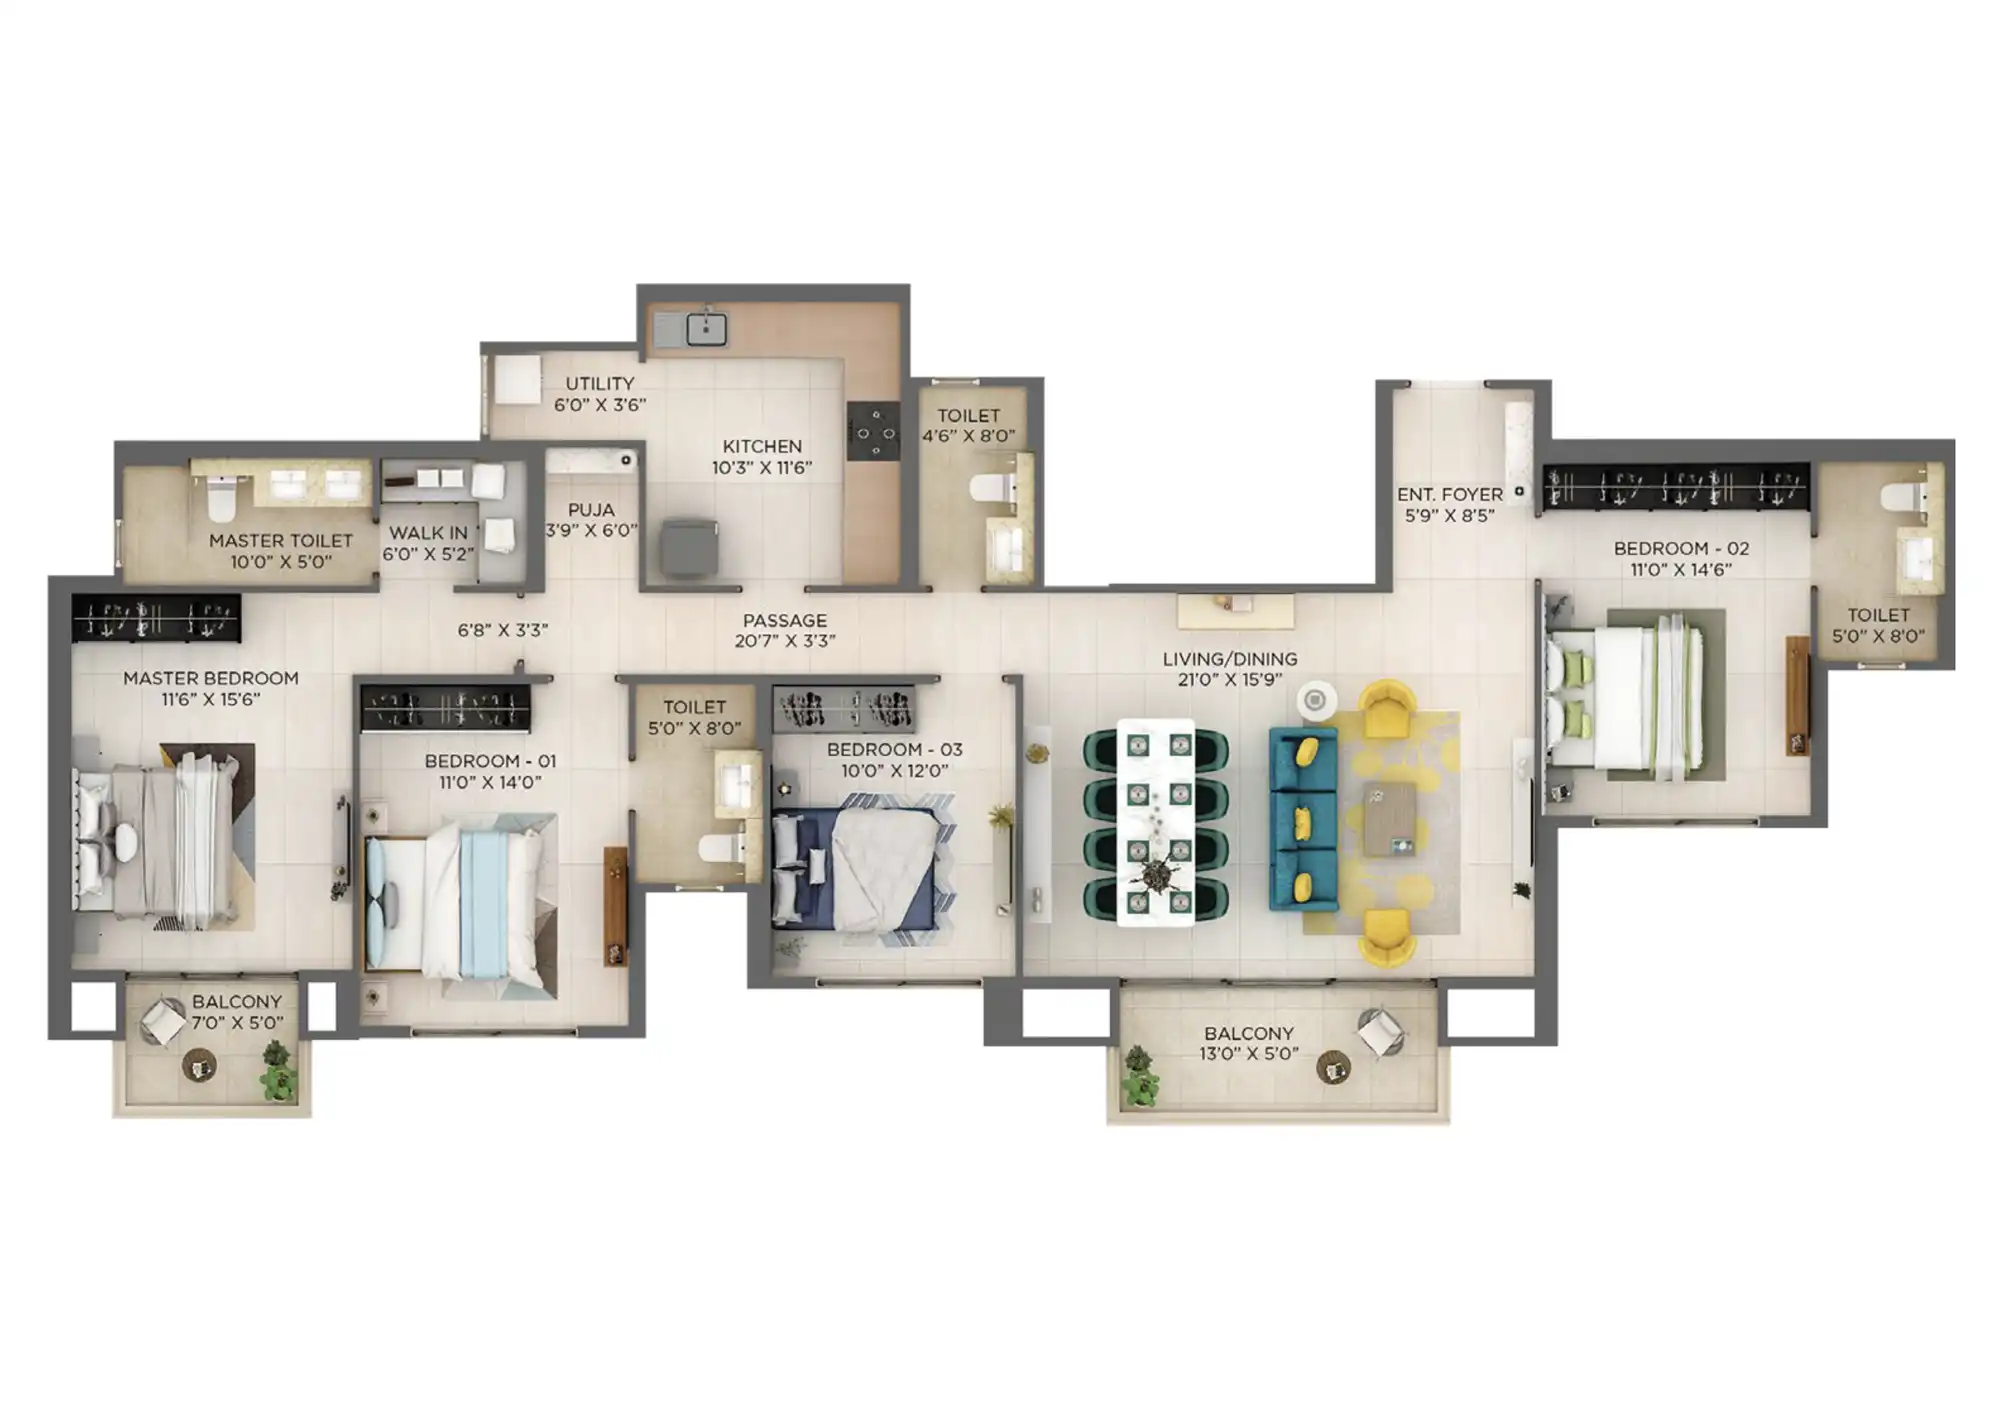 UTILITY
6'0” X 3'6”
KITCHEN
10'3” X 11'6”
TOILET
4'6” X 8'0”
MASTER TOILET
10'0” X 5'0”
WALK IN
6'0” X 5'2”
PUJA
3'9” X 6'0”
ENT. FOYER
5'9” X 8'5”
BEDROOM - 02
11'0” X 14'6”
TOILET
5'0” X 8'0”
6'8” X 3'3”
PASSAGE
20'7” X 3'3”
LIVING/DINING
21'0” X 15'9”
MASTER BEDROOM
11'6” X 15'6”
BEDROOM - 01
11'0” X 14'0”
TOILET
5'0” X 8'0”
BEDROOM - 03
10'0” X 12'0”
BALCONY
7'0” X 5'0”
BALCONY
13'0” X 5'0”